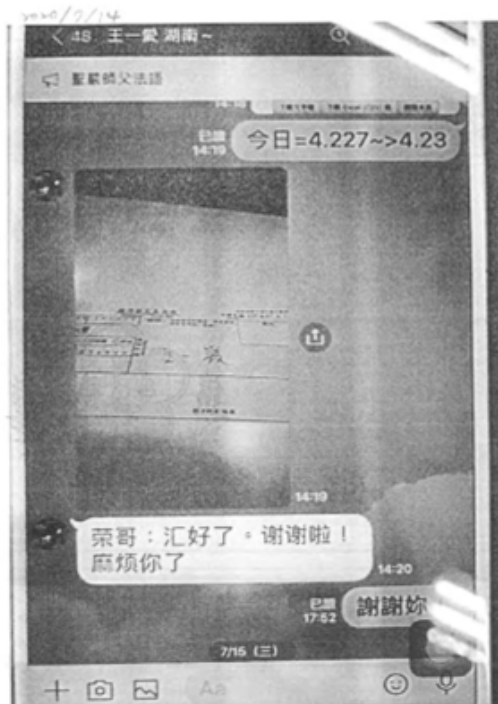 2020/7/14
48 王一愛 湖南~
聖嚴師父法語
已讀
14:19
今日=4.227~>4.23
14:19
荣哥：汇好了。谢谢啦！
麻烦你了
14:20
已讀
17:52
謝謝妳
7/15 (三)
Aa